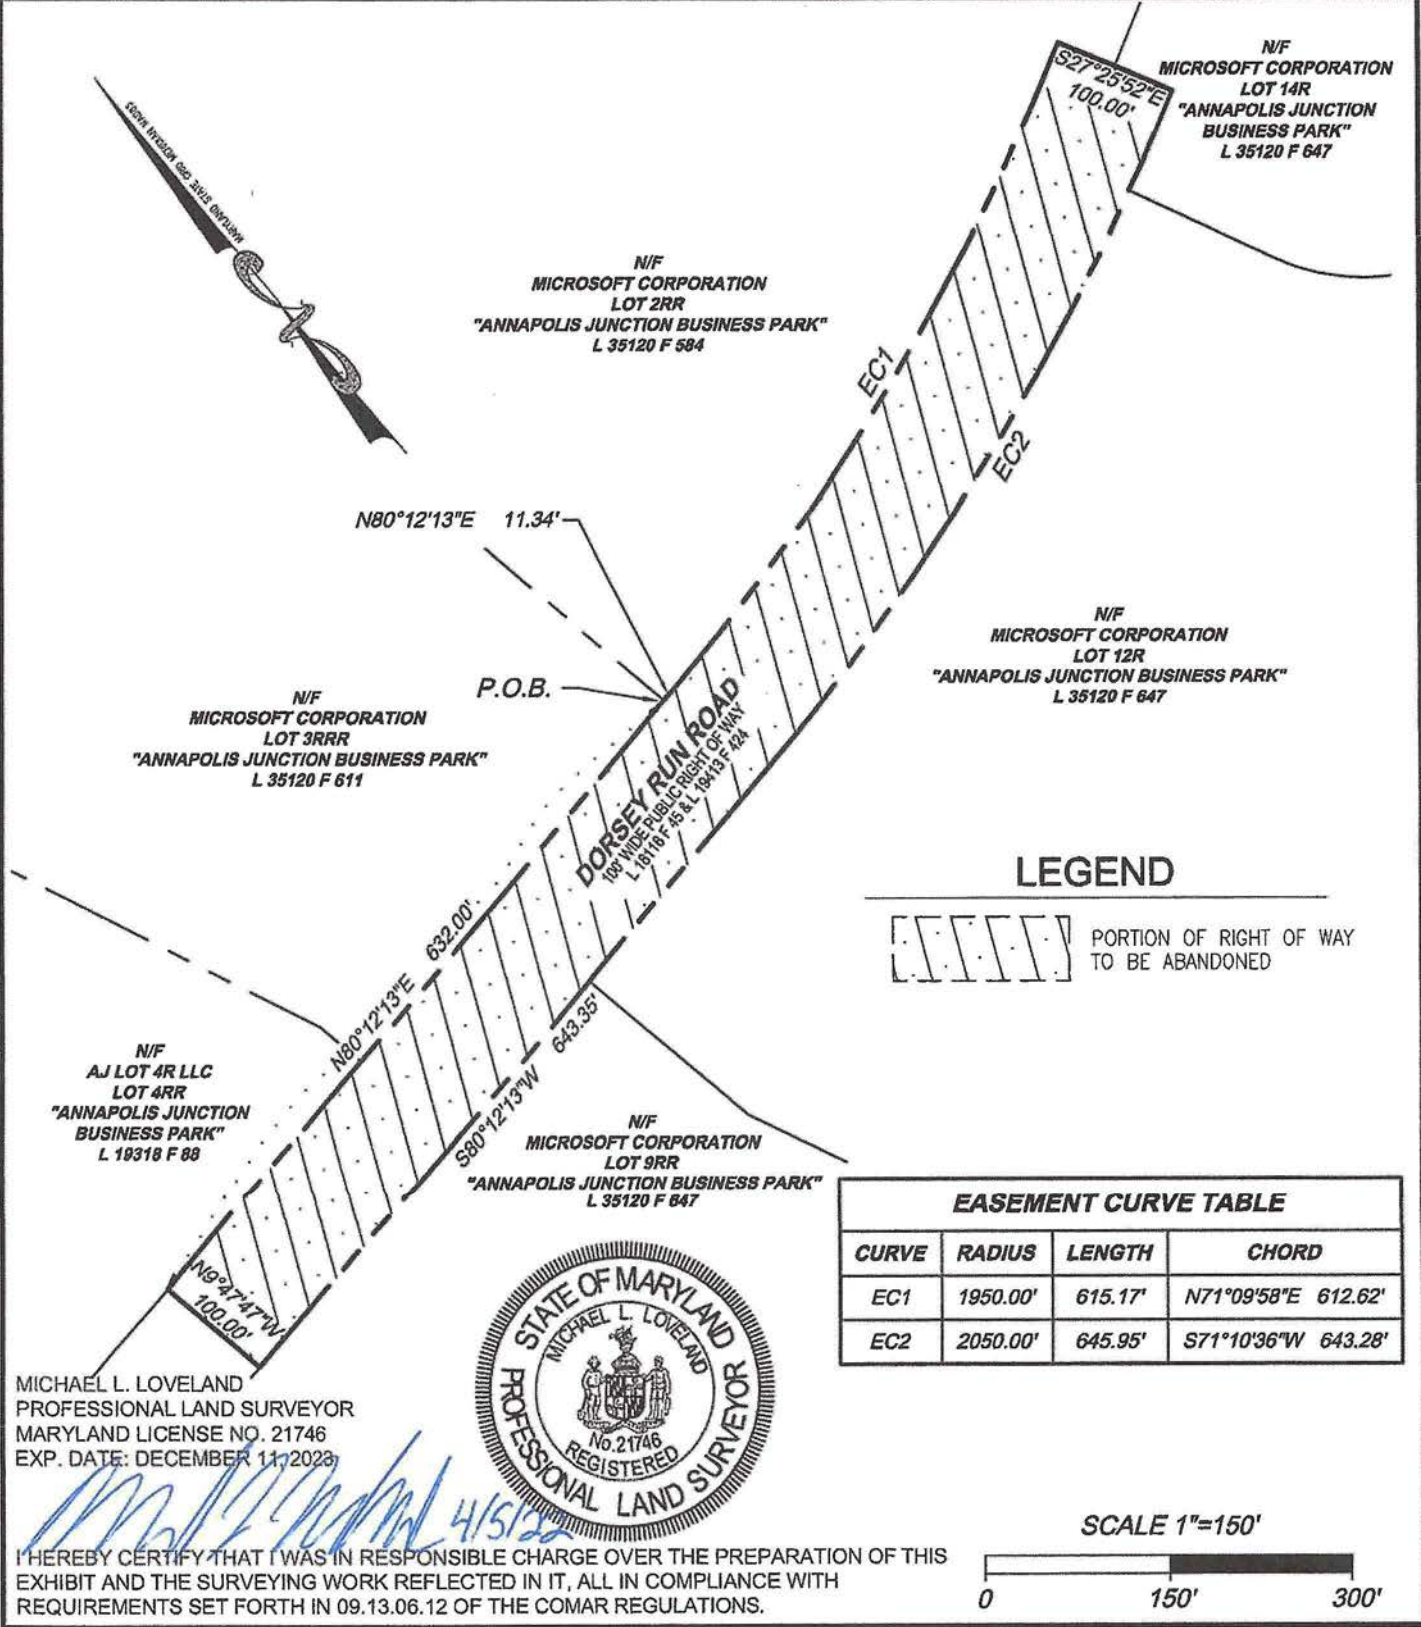 N/F
MICROSOFT CORPORATION
LOT 14R
"ANNAPOLIS JUNCTION
BUSINESS PARK"
L 35120 F 647
S27°25'52"E
100.00'
MARYLAND STATE GRID MERIDIAN NAD83
N/F
MICROSOFT CORPORATION
LOT 2RR
"ANNAPOLIS JUNCTION BUSINESS PARK"
L 35120 F 584
EC1
EC2
N80°12'13"E 11.34'
P.O.B.
N/F
MICROSOFT CORPORATION
LOT 12R
"ANNAPOLIS JUNCTION BUSINESS PARK"
L 35120 F 647
N/F
MICROSOFT CORPORATION
LOT 3RRR
"ANNAPOLIS JUNCTION BUSINESS PARK"
L 35120 F 611
DORSEY RUN ROAD
100' WIDE PUBLIC RIGHT OF WAY
L 18116 F 45 & L 19413 F 424
LEGEND
PORTION OF RIGHT OF WAY
TO BE ABANDONED
N80°12'13"E 632.00'
S80°12'13"W 643.35'
N/F
AJ LOT 4R LLC
LOT 4RR
"ANNAPOLIS JUNCTION
BUSINESS PARK"
L 19318 F 88
N/F
MICROSOFT CORPORATION
LOT 9RR
"ANNAPOLIS JUNCTION BUSINESS PARK"
L 35120 F 647
N9°47'47"W
100.00'
EASEMENT CURVE TABLE
CURVE RADIUS LENGTH CHORD
EC1 1950.00' 615.17' N71°09'58"E 612.62'
EC2 2050.00' 645.95' S71°10'36"W 643.28'
STATE OF MARYLAND
MICHAEL L. LOVELAND
No.21746
REGISTERED
PROFESSIONAL LAND SURVEYOR
MICHAEL L. LOVELAND
PROFESSIONAL LAND SURVEYOR
MARYLAND LICENSE NO. 21746
EXP. DATE: DECEMBER 11, 2023
4/5/22
I HEREBY CERTIFY THAT I WAS IN RESPONSIBLE CHARGE OVER THE PREPARATION OF THIS
EXHIBIT AND THE SURVEYING WORK REFLECTED IN IT, ALL IN COMPLIANCE WITH
REQUIREMENTS SET FORTH IN 09.13.06.12 OF THE COMAR REGULATIONS.
SCALE 1"=150'
0 150' 300'